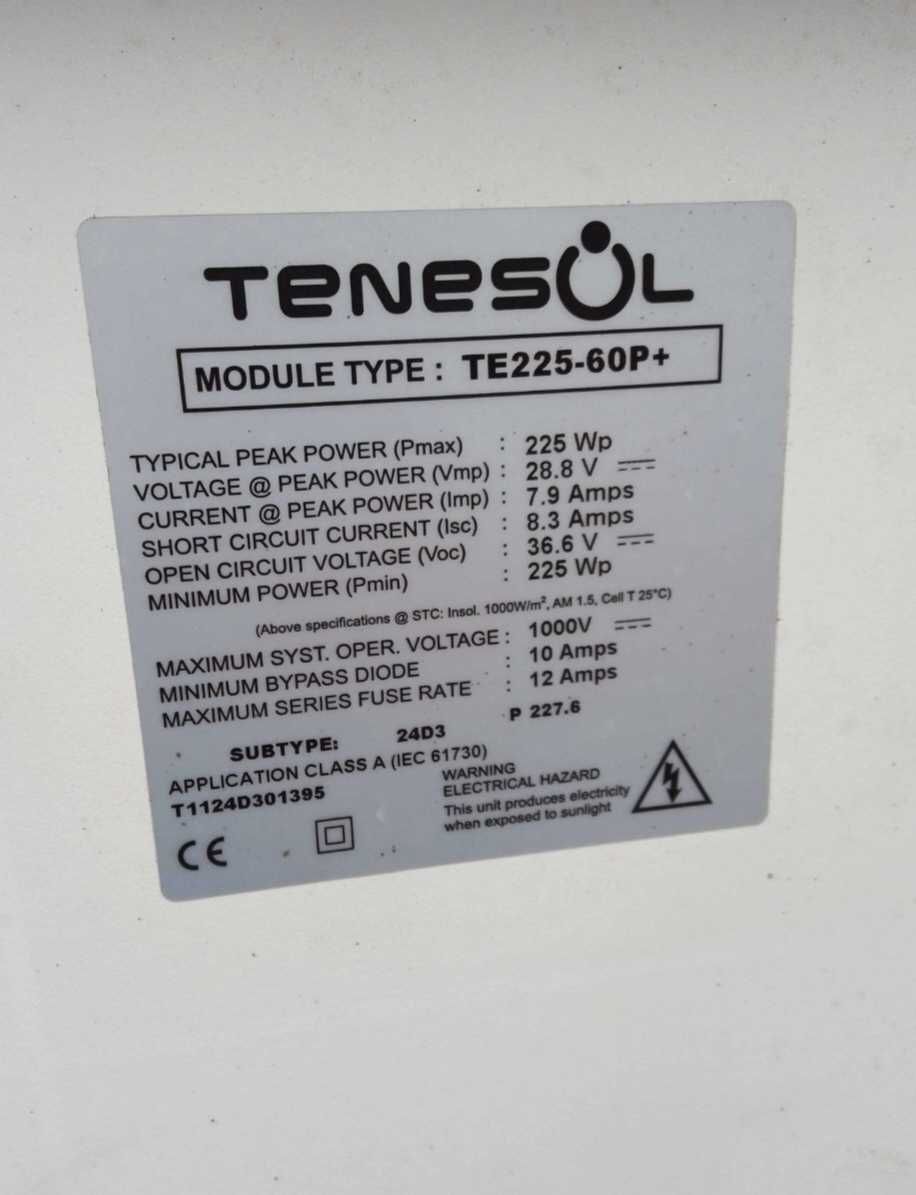 TENESOL
MODULE TYPE : TE225-60P+
TYPICAL PEAK POWER (Pmax) : 225 Wp
VOLTAGE @ PEAK POWER (Vmp) : 28.8 V
CURRENT @ PEAK POWER (Imp) : 7.9 Amps
SHORT CIRCUIT CURRENT (Isc) : 8.3 Amps
OPEN CIRCUIT VOLTAGE (Voc) : 36.6 V
MINIMUM POWER (Pmin) : 225 Wp
(Above specifications @ STC: Insol. 1000W/m², AM 1.5, Cell T 25°C)
MAXIMUM SYST. OPER. VOLTAGE : 1000V
MINIMUM BYPASS DIODE : 10 Amps
MAXIMUM SERIES FUSE RATE : 12 Amps
P 227.6
SUBTYPE: 24D3
APPLICATION CLASS A (IEC 61730)
T1124D301395
WARNING
ELECTRICAL HAZARD
This unit produces electricity
when exposed to sunlight
CE